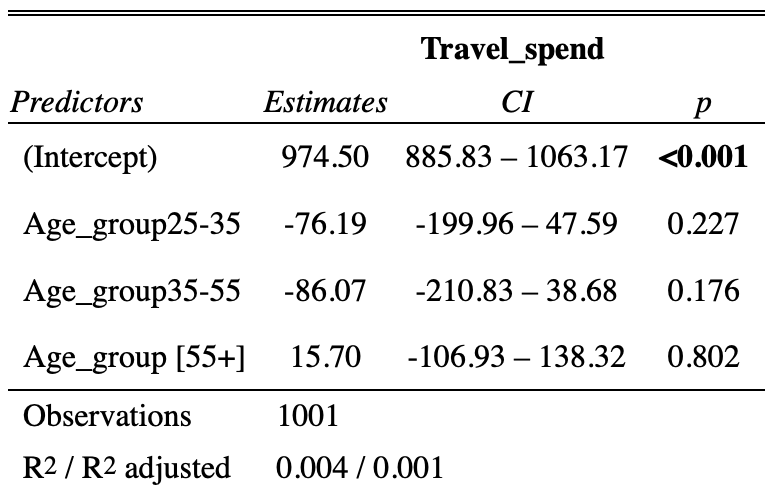 Travel_spend
Predictors Estimates CI p
(Intercept) 974.50 885.83 – 1063.17 <0.001
Age_group25-35 -76.19 -199.96 – 47.59 0.227
Age_group35-55 -86.07 -210.83 – 38.68 0.176
Age_group [55+] 15.70 -106.93 – 138.32 0.802
Observations 1001
R2 / R2 adjusted 0.004 / 0.001